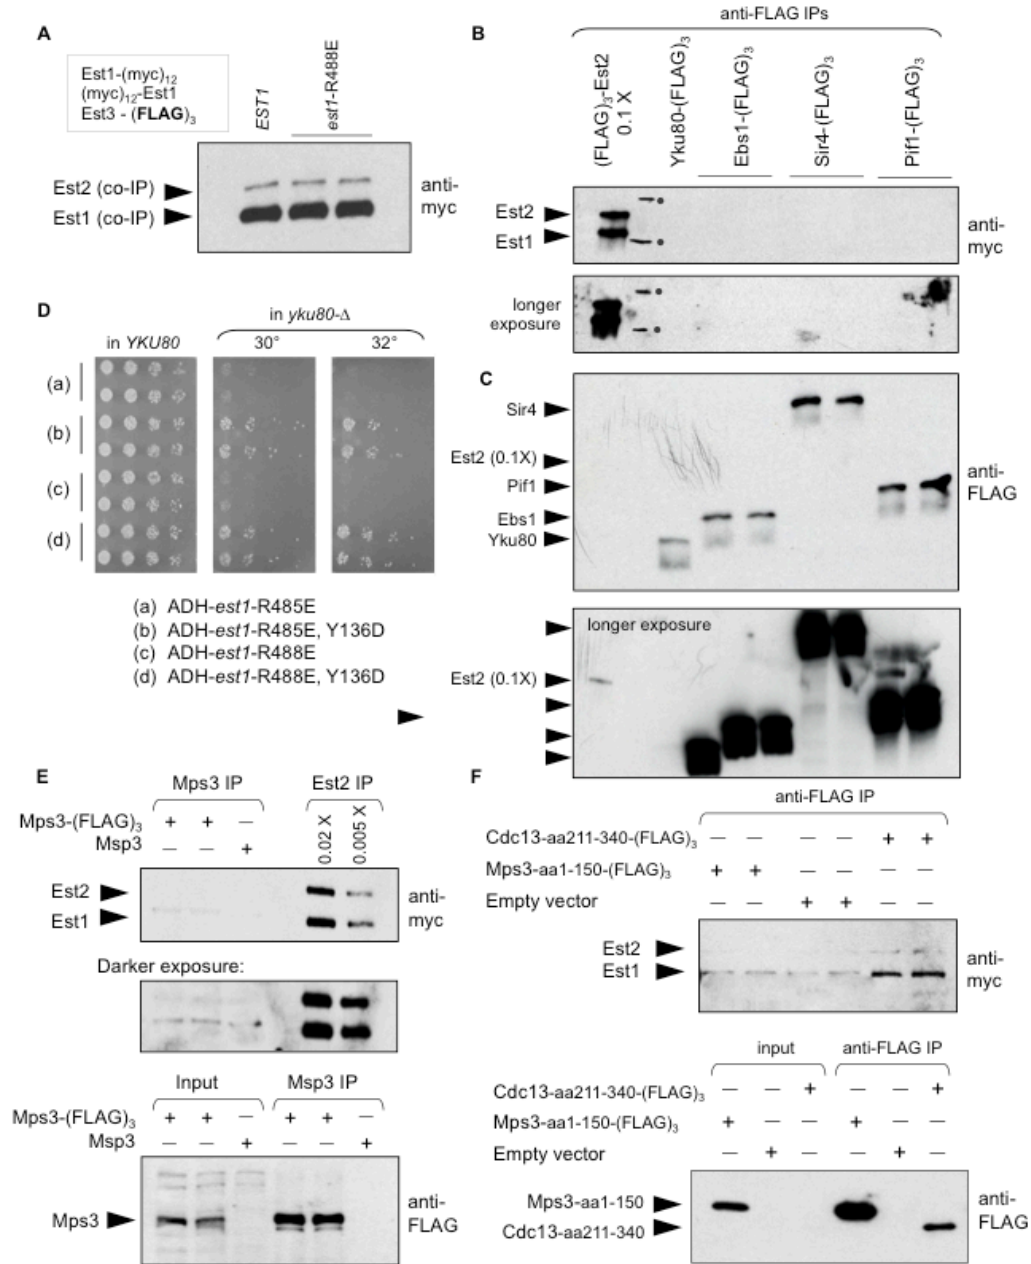 A
Est1-(myc)12
(myc)12-Est1
Est3 - (FLAG)3
EST1
est1-R488E
Est2 (co-IP)
Est1 (co-IP)
anti-
myc
B
anti-FLAG IPs
(FLAG)3-Est2
0.1 X
Yku80-(FLAG)3
Ebs1-(FLAG)3
Sir4-(FLAG)3
Pif1-(FLAG)3
Est2
Est1
anti-
myc
longer
exposure
C
Sir4
Est2 (0.1X)
Pif1
Ebs1
Yku80
anti-
FLAG
longer exposure
Est2 (0.1X)
D
in yku80-Δ
in YKU80
30°
32°
(a)
(b)
(c)
(d)
(a) ADH-est1-R485E
(b) ADH-est1-R485E, Y136D
(c) ADH-est1-R488E
(d) ADH-est1-R488E, Y136D
E
Mps3 IP
Est2 IP
Mps3-(FLAG)3 + + —
Msp3 — — +
0.02 X
0.005 X
Est2
Est1
anti-
myc
Darker exposure:
Input
Msp3 IP
Mps3-(FLAG)3 + + — + + —
Msp3 — — + — — +
Mps3
anti-
FLAG
F
anti-FLAG IP
Cdc13-aa211-340-(FLAG)3 — — — — + +
Mps3-aa1-150-(FLAG)3 + + — — — —
Empty vector — — + + — —
Est2
Est1
anti-
myc
input
anti-FLAG IP
Cdc13-aa211-340-(FLAG)3 — — + — — +
Mps3-aa1-150-(FLAG)3 + — — + — —
Empty vector — + — — + —
Mps3-aa1-150
Cdc13-aa211-340
anti-
FLAG